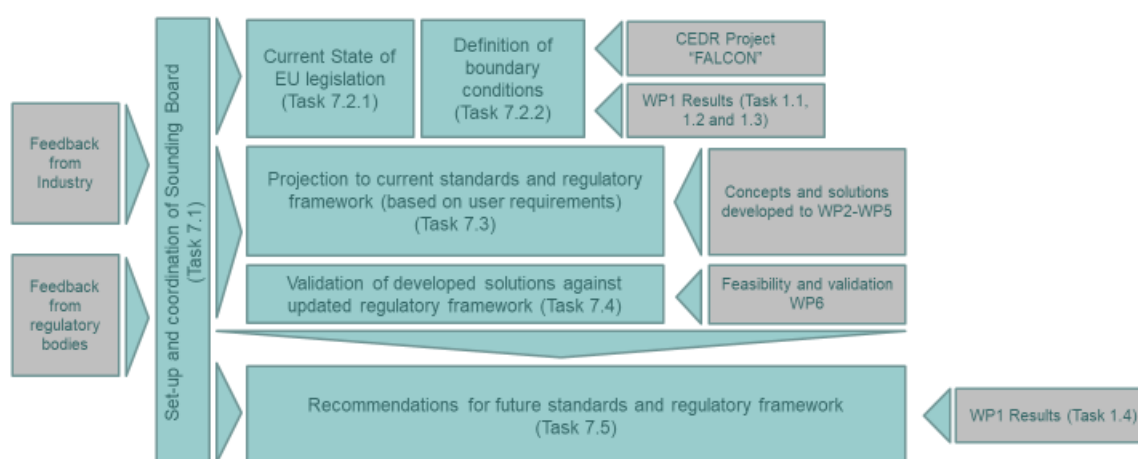 Feedback
from
Industry
Feedback
from
regulatory
bodies
Set-up and coordination of Sounding Board
(Task 7.1)
Current State of
EU legislation
(Task 7.2.1)
Definition of
boundary
conditions
(Task 7.2.2)
CEDR Project
“FALCON”
WP1 Results (Task 1.1,
1.2 and 1.3)
Projection to current standards and regulatory
framework (based on user requirements)
(Task 7.3)
Concepts and solutions
developed to WP2-WP5
Validation of developed solutions against
updated regulatory framework (Task 7.4)
Feasibility and validation
WP6
Recommendations for future standards and regulatory framework
(Task 7.5)
WP1 Results (Task 1.4)